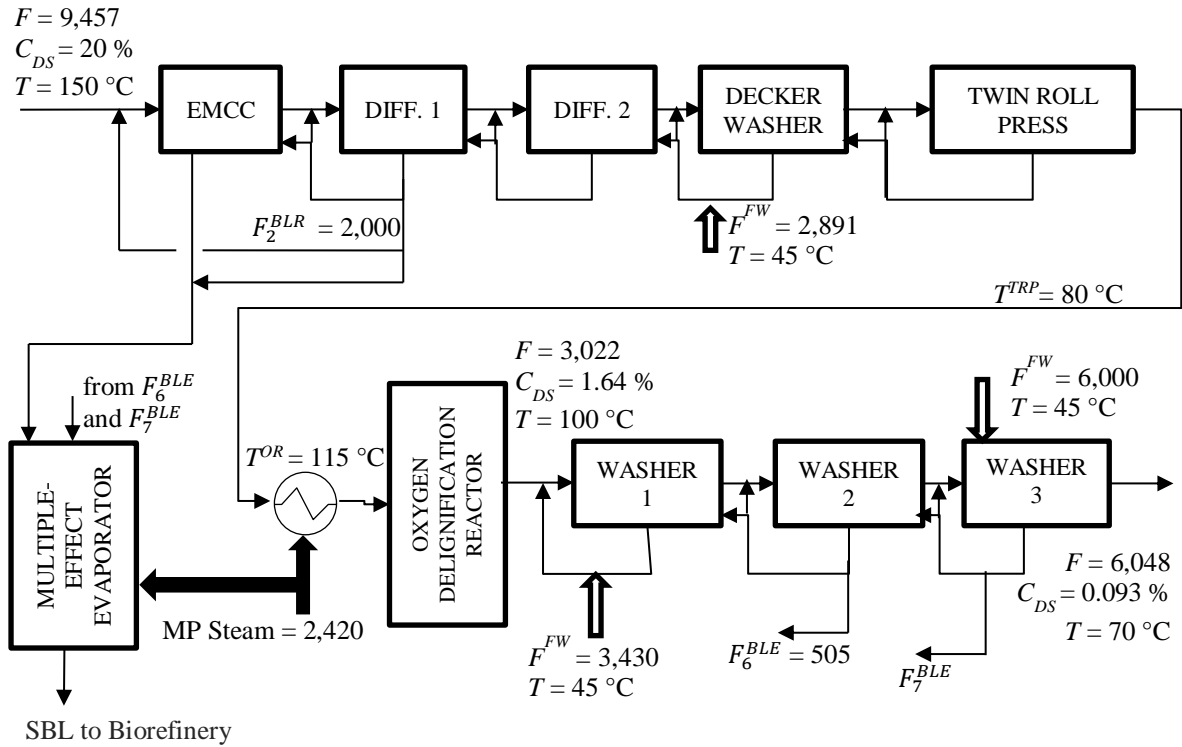 F = 9,457
C_DS = 20 %
T = 150 °C
EMCC
DIFF. 1
DIFF. 2
DECKER
WASHER
TWIN ROLL
PRESS
F_2^BLR = 2,000
F^FW = 2,891
T = 45 °C
T^TRP = 80 °C
from F_6^BLE
and F_7^BLE
F = 3,022
C_DS = 1.64 %
T = 100 °C
F^FW = 6,000
T = 45 °C
T^OR = 115 °C
MULTIPLE-
EFFECT
EVAPORATOR
OXYGEN
DELIGNIFICATION
REACTOR
WASHER
1
WASHER
2
WASHER
3
MP Steam = 2,420
F^FW = 3,430
T = 45 °C
F_6^BLE = 505
F_7^BLE
F = 6,048
C_DS = 0.093 %
T = 70 °C
SBL to Biorefinery